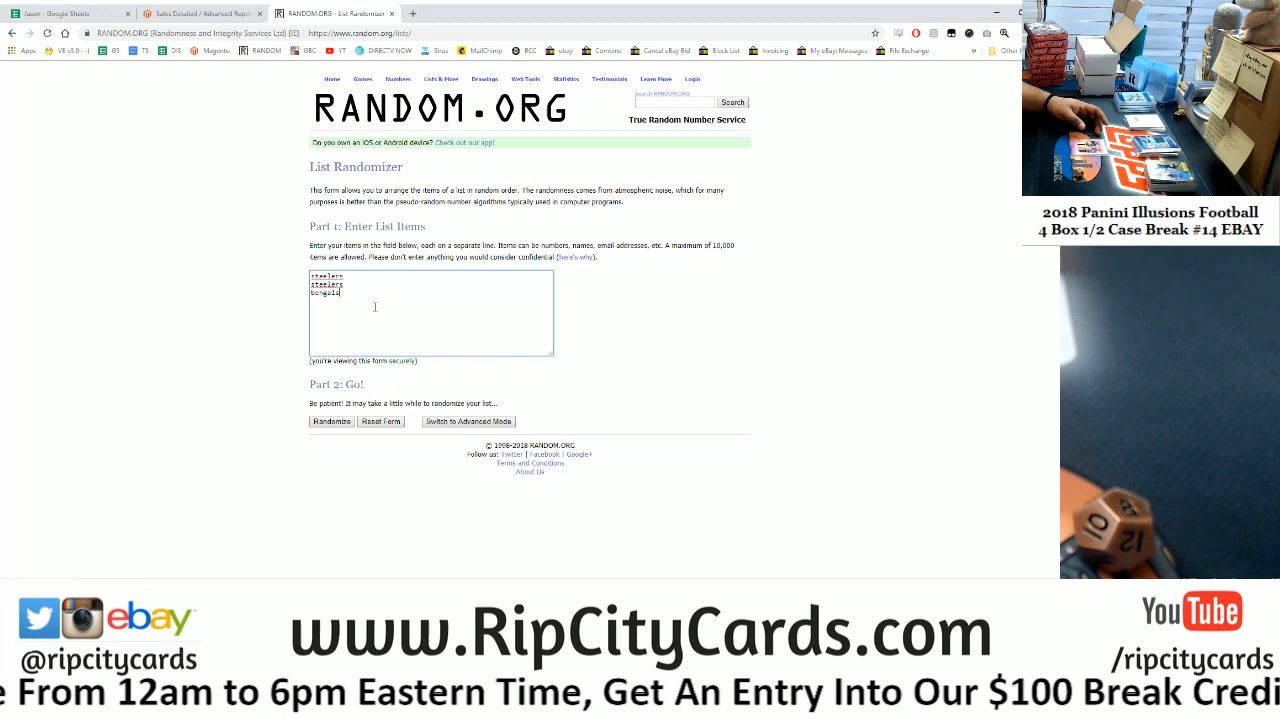 Jason - Google Sheets
Sales Detailed / Advanced Repor
RANDOM.ORG - List Randomizer
RANDOM.ORG (Randomness and Integrity Services Ltd) [IE]
https://www.random.org/lists/
Apps
VE v3.0 --:)
GS
TS
DIS
Magento
RANDOM
GBC
YT
DIRECTV NOW
Sirus
MailChimp
RCC
ebay
Combine
Cancel eBay Bid
Block List
Invoicing
My eBay: Messages
File Exchange
Other b
Home
Games
Numbers
Lists & More
Drawings
Web Tools
Statistics
Testimonials
Learn More
Login
RANDOM.ORG
Search RANDOM.ORG
Search
True Random Number Service
Do you own an iOS or Android device? Check out our app!
List Randomizer
This form allows you to arrange the items of a list in random order. The randomness comes from atmospheric noise, which for many
purposes is better than the pseudo-random number algorithms typically used in computer programs.
Part 1: Enter List Items
Enter your items in the field below, each on a separate line. Items can be numbers, names, email addresses, etc. A maximum of 10,000
items are allowed. Please don't enter anything you would consider confidential (here's why).
steelers
steelers
bengals
(you're viewing this form securely)
Part 2: Go!
Be patient! It may take a little while to randomize your list...
Randomize
Reset Form
Switch to Advanced Mode
© 1998-2018 RANDOM.ORG
Follow us: Twitter | Facebook | Google+
Terms and Conditions
About Us
2018 Panini Illusions Football
4 Box 1/2 Case Break #14 EBAY
10
12
ebay
@ripcitycards
www.RipCityCards.com
YouTube
/ripcitycards
e From 12am to 6pm Eastern Time, Get An Entry Into Our $100 Break Credi